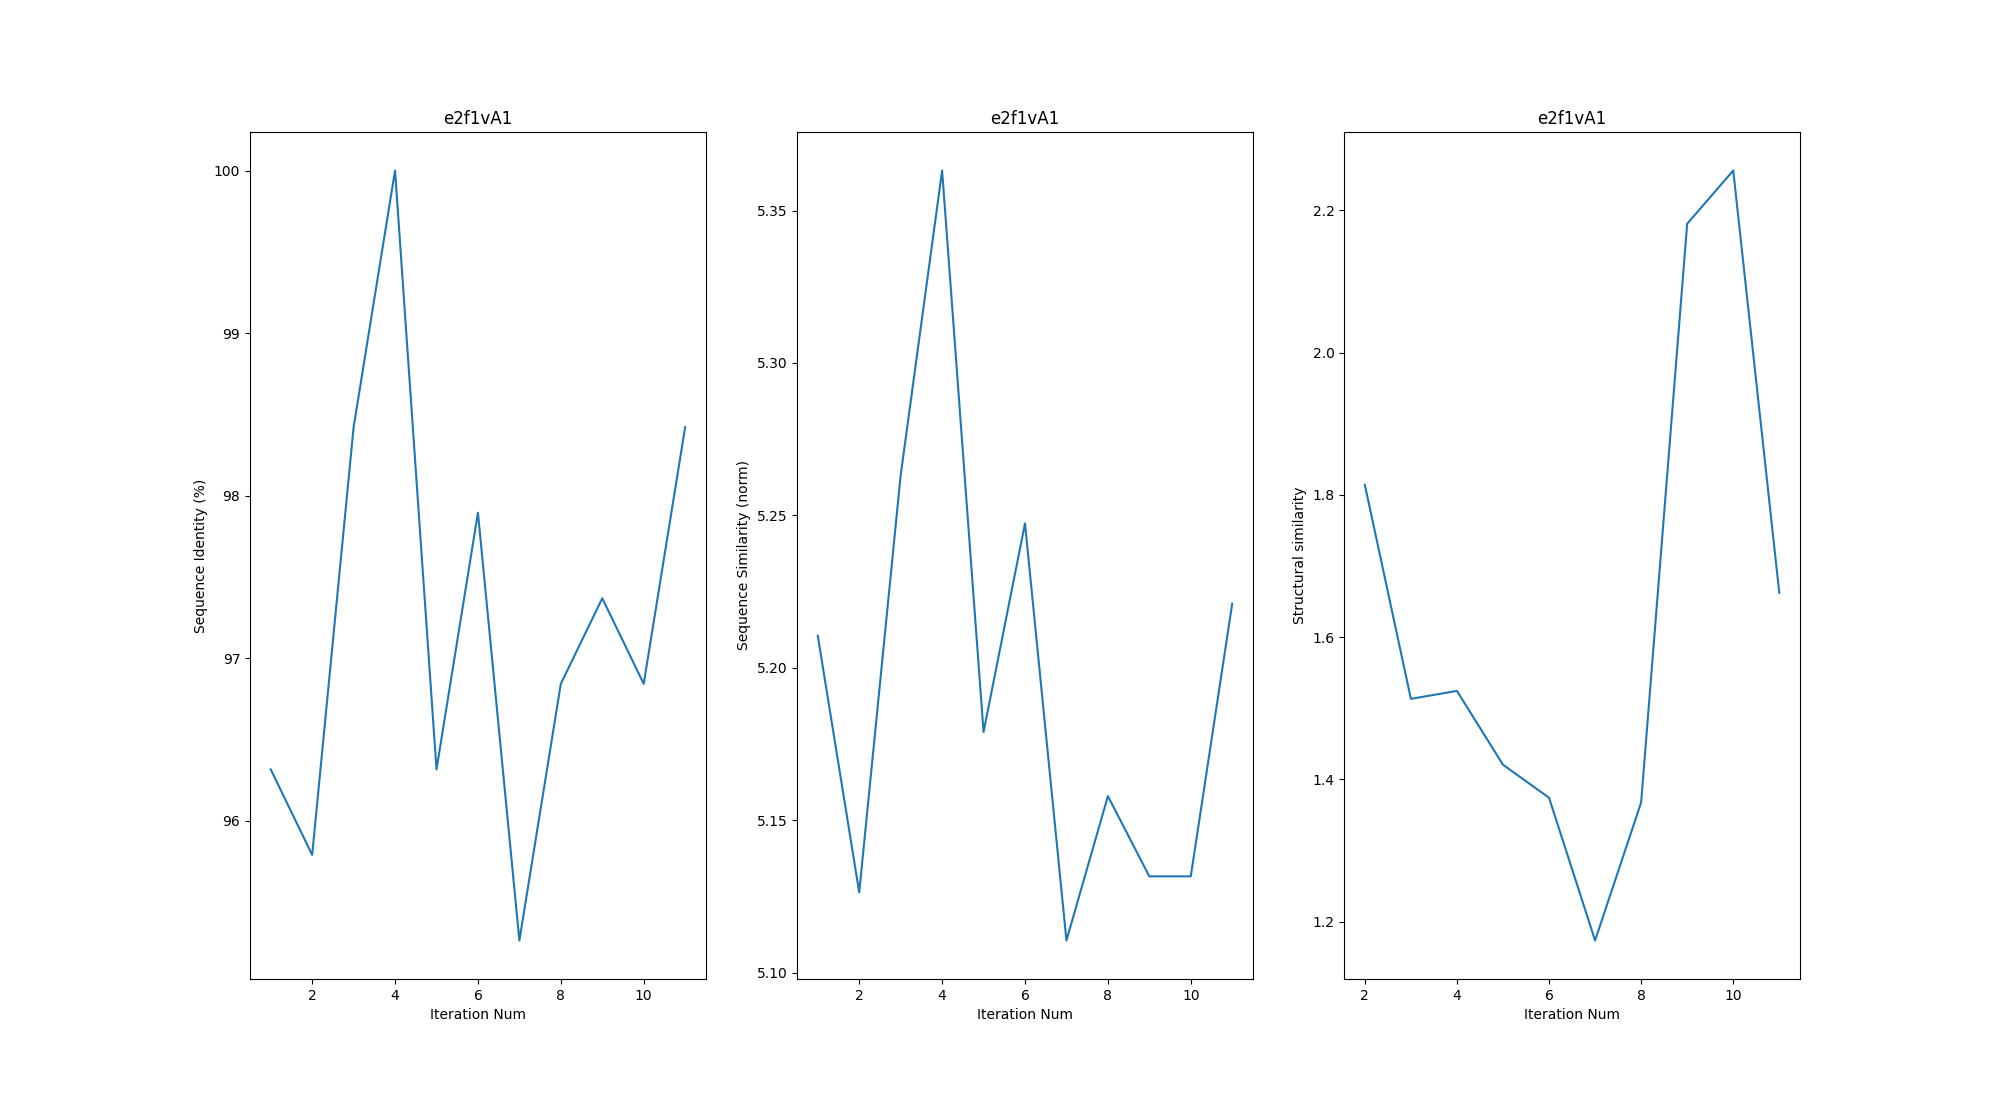 e2f1vA1
100
99
98
97
96
Sequence Identity (%)
2 4 6 8 10
Iteration Num
e2f1vA1
5.35
5.30
5.25
5.20
5.15
5.10
Sequence Similarity (norm)
2 4 6 8 10
Iteration Num
e2f1vA1
2.2
2.0
1.8
1.6
1.4
1.2
Structural similarity
2 4 6 8 10
Iteration Num